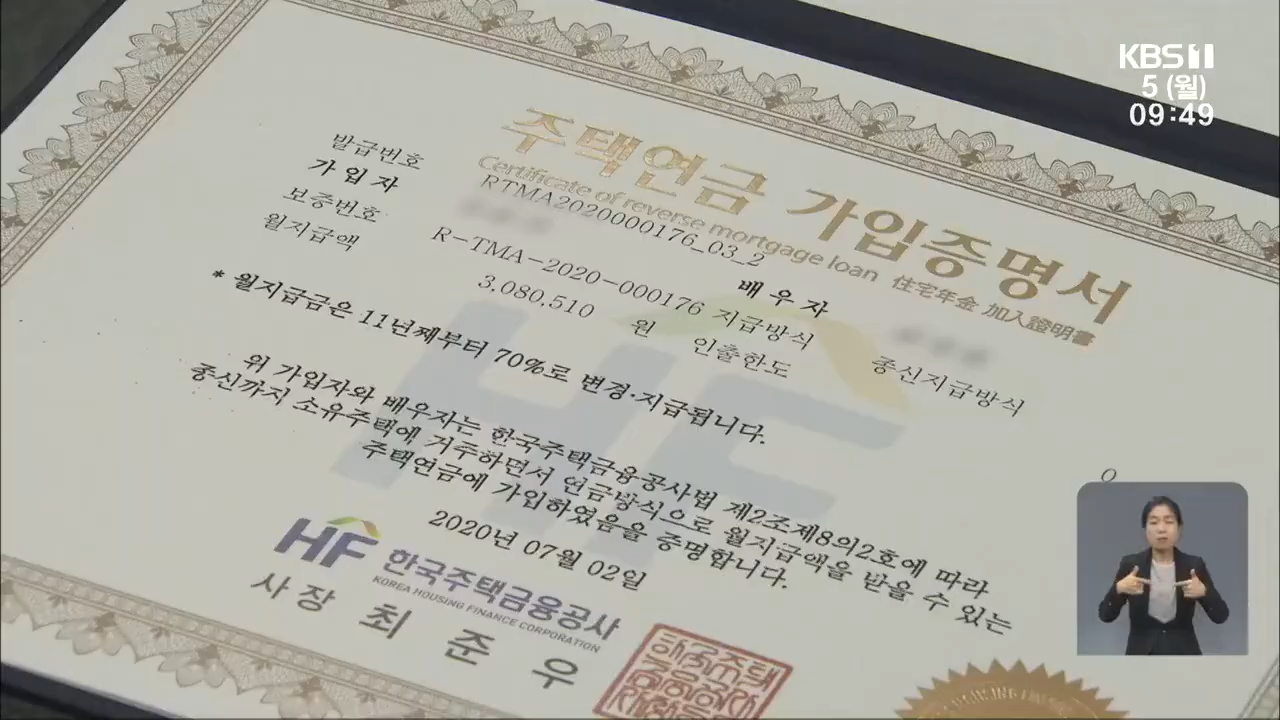 KBS 1
5 (월)
09:49
주택연금 가입증명서
Certificate of reverse mortgage loan 住宅年金 加入證明書
발급번호 RTMA2020000176_03_2
가 입 자 배 우 자
보증번호 R-TMA-2020-000176 지급방식 종신지급방식
월지급액 3,080,510 원 인출한도 0
* 월지급금은 11년째부터 70%로 변경·지급됩니다.
위 가입자와 배우자는 한국주택금융공사법 제2조제8의2호에 따라
종신까지 소유주택에 거주하면서 연금방식으로 월지급액을 받을 수 있는
주택연금에 가입하였음을 증명합니다.
2020년 07월 02일
HF 한국주택금융공사
KOREA HOUSING FINANCE CORPORATION
사장 최 준 우